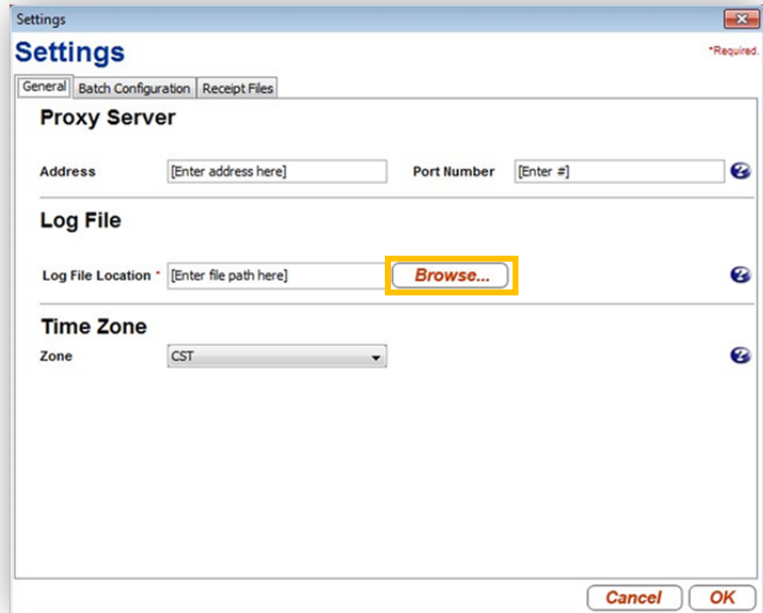 Settings
Settings
*Required.
General Batch Configuration Receipt Files
Proxy Server
Address [Enter address here] Port Number [Enter #] ?
Log File
Log File Location * [Enter file path here] Browse... ?
Time Zone
Zone CST ?
Cancel OK